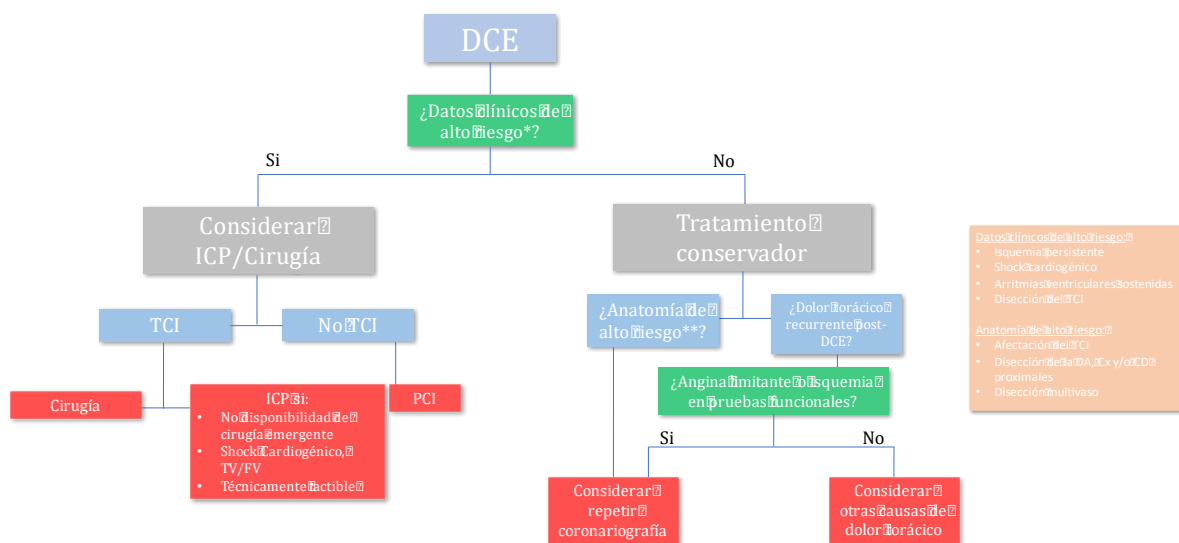 DCE
¿Datos clínicos de
alto riesgo*?
Si
No
Considerar
ICP/Cirugía
Tratamiento
conservador
TCI
No TCI
¿Anatomía de
alto riesgo**?
¿Dolor torácico
recurrente post-
DCE?
Cirugía
ICP si:
• No disponibilidad de
cirugía emergente
• Shock Cardiogénico,
TV/FV
• Técnicamente factible
PCI
¿Angina limitante o isquemia
en pruebas funcionales?
Si
No
Considerar
repetir
coronariografía
Considerar
otras causas de
dolor torácico
Datos clínicos de alto riesgo:
• Isquemia persistente
• Shock cardiogénico
• Arritmias ventriculares sostenidas
• Disección del TCI
Anatomía de alto riesgo:
• Afectación del TCI
• Disección de la DA, Cx y/o CD
proximales
• Disección multivaso